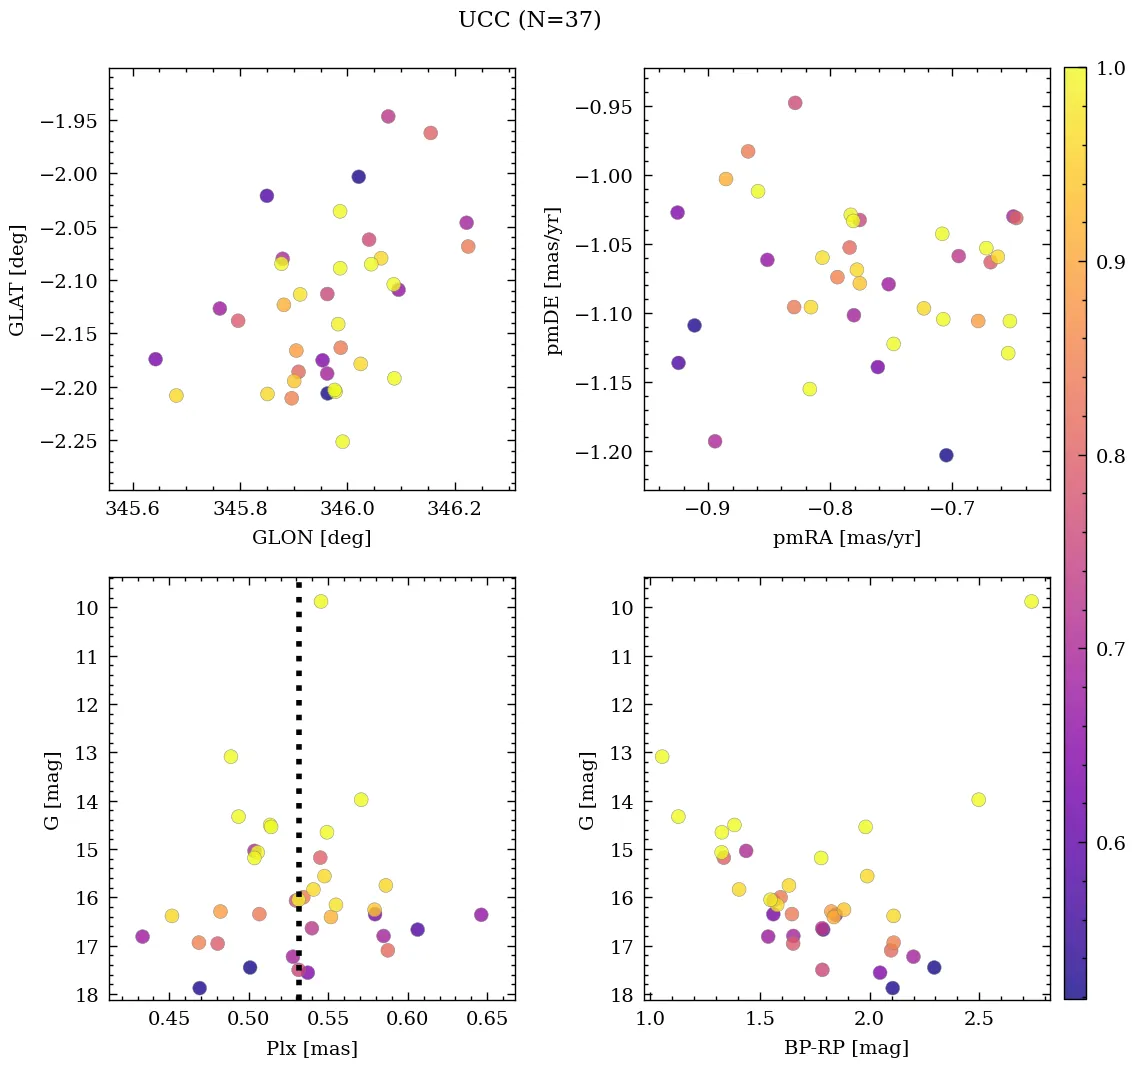 UCC (N=37)
−1.95
−2.00
−2.05
−2.10
−2.15
−2.20
−2.25
GLAT [deg]
345.6 345.8 346.0 346.2
GLON [deg]
−0.95
−1.00
−1.05
−1.10
−1.15
−1.20
pmDE [mas/yr]
−0.9 −0.8 −0.7
pmRA [mas/yr]
1.0
0.9
0.8
0.7
0.6
10
11
12
13
14
15
16
17
18
G [mag]
0.45 0.50 0.55 0.60 0.65
Plx [mas]
10
11
12
13
14
15
16
17
18
G [mag]
1.0 1.5 2.0 2.5
BP-RP [mag]